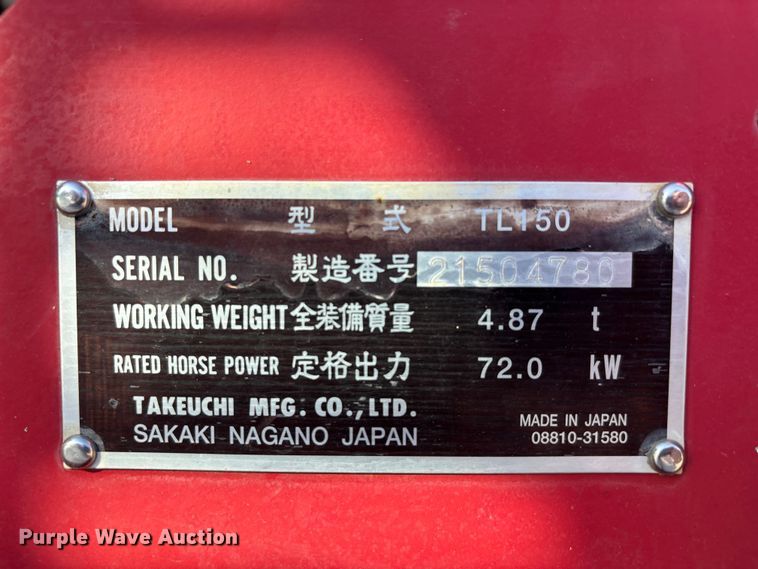 MODEL 型式 TL150
SERIAL NO. 製造番号 21504780
WORKING WEIGHT 全装備質量 4.87 t
RATED HORSE POWER 定格出力 72.0 kW
TAKEUCHI MFG. CO., LTD.
SAKAKI NAGANO JAPAN
MADE IN JAPAN
08810-31580
Purple Wave Auction